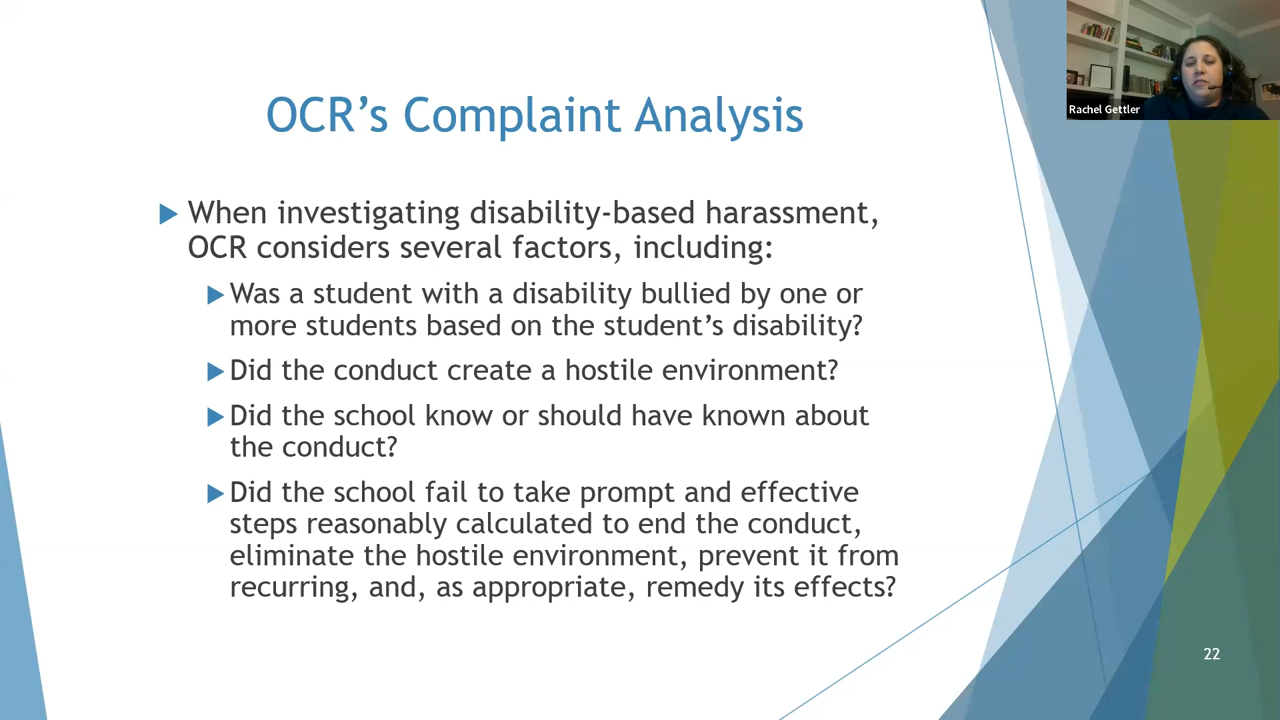 OCR’s Complaint Analysis
When investigating disability-based harassment,
OCR considers several factors, including:
Was a student with a disability bullied by one or
more students based on the student’s disability?
Did the conduct create a hostile environment?
Did the school know or should have known about
the conduct?
Did the school fail to take prompt and effective
steps reasonably calculated to end the conduct,
eliminate the hostile environment, prevent it from
recurring, and, as appropriate, remedy its effects?
Rachel Gettler
22